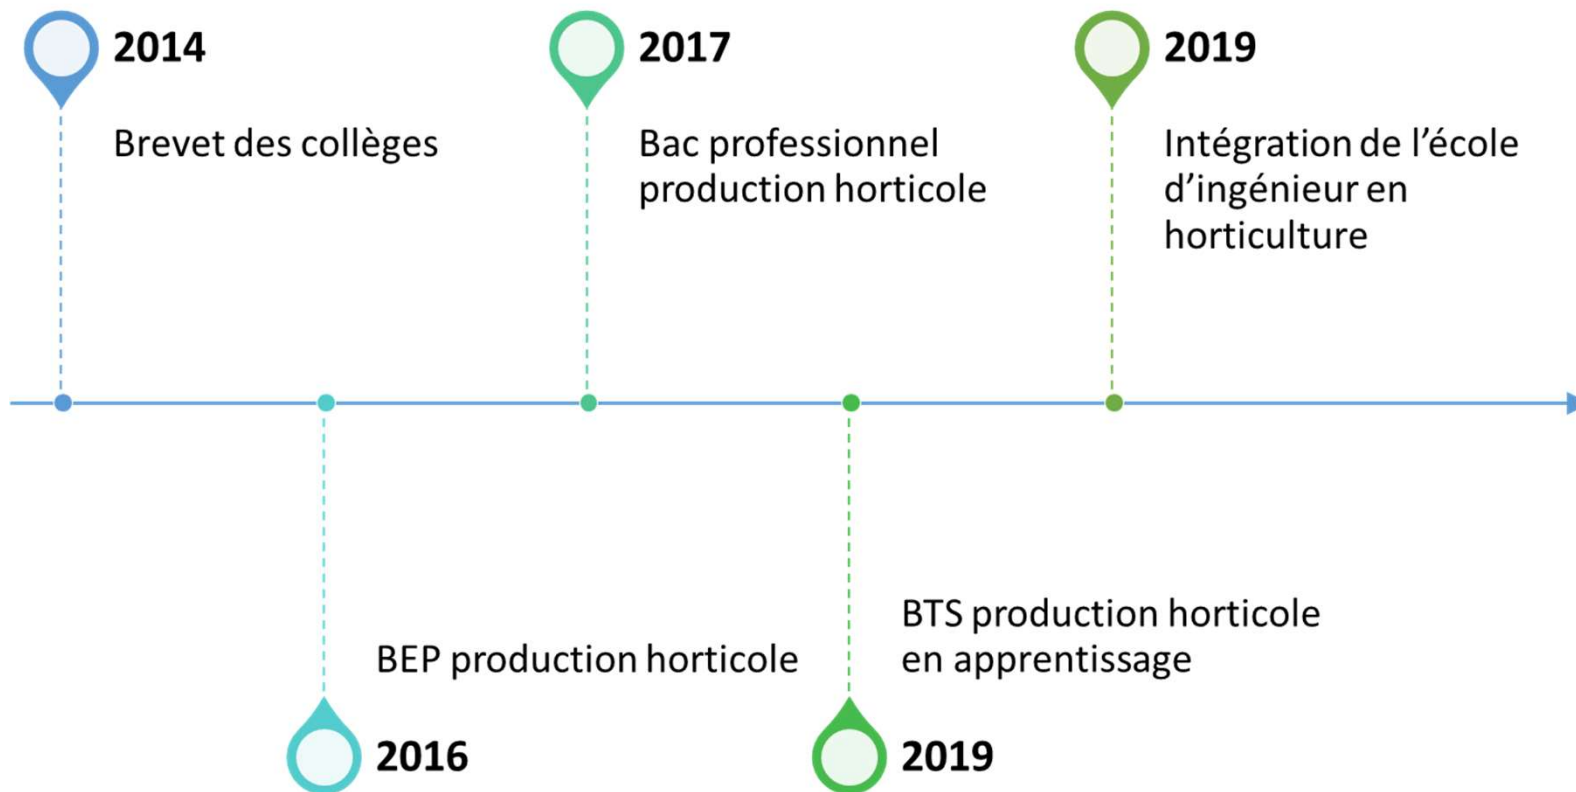 2014
Brevet des collèges
2017
Bac professionnel
production horticole
2019
Intégration de l’école
d’ingénieur en
horticulture
BEP production horticole
2016
BTS production horticole
en apprentissage
2019